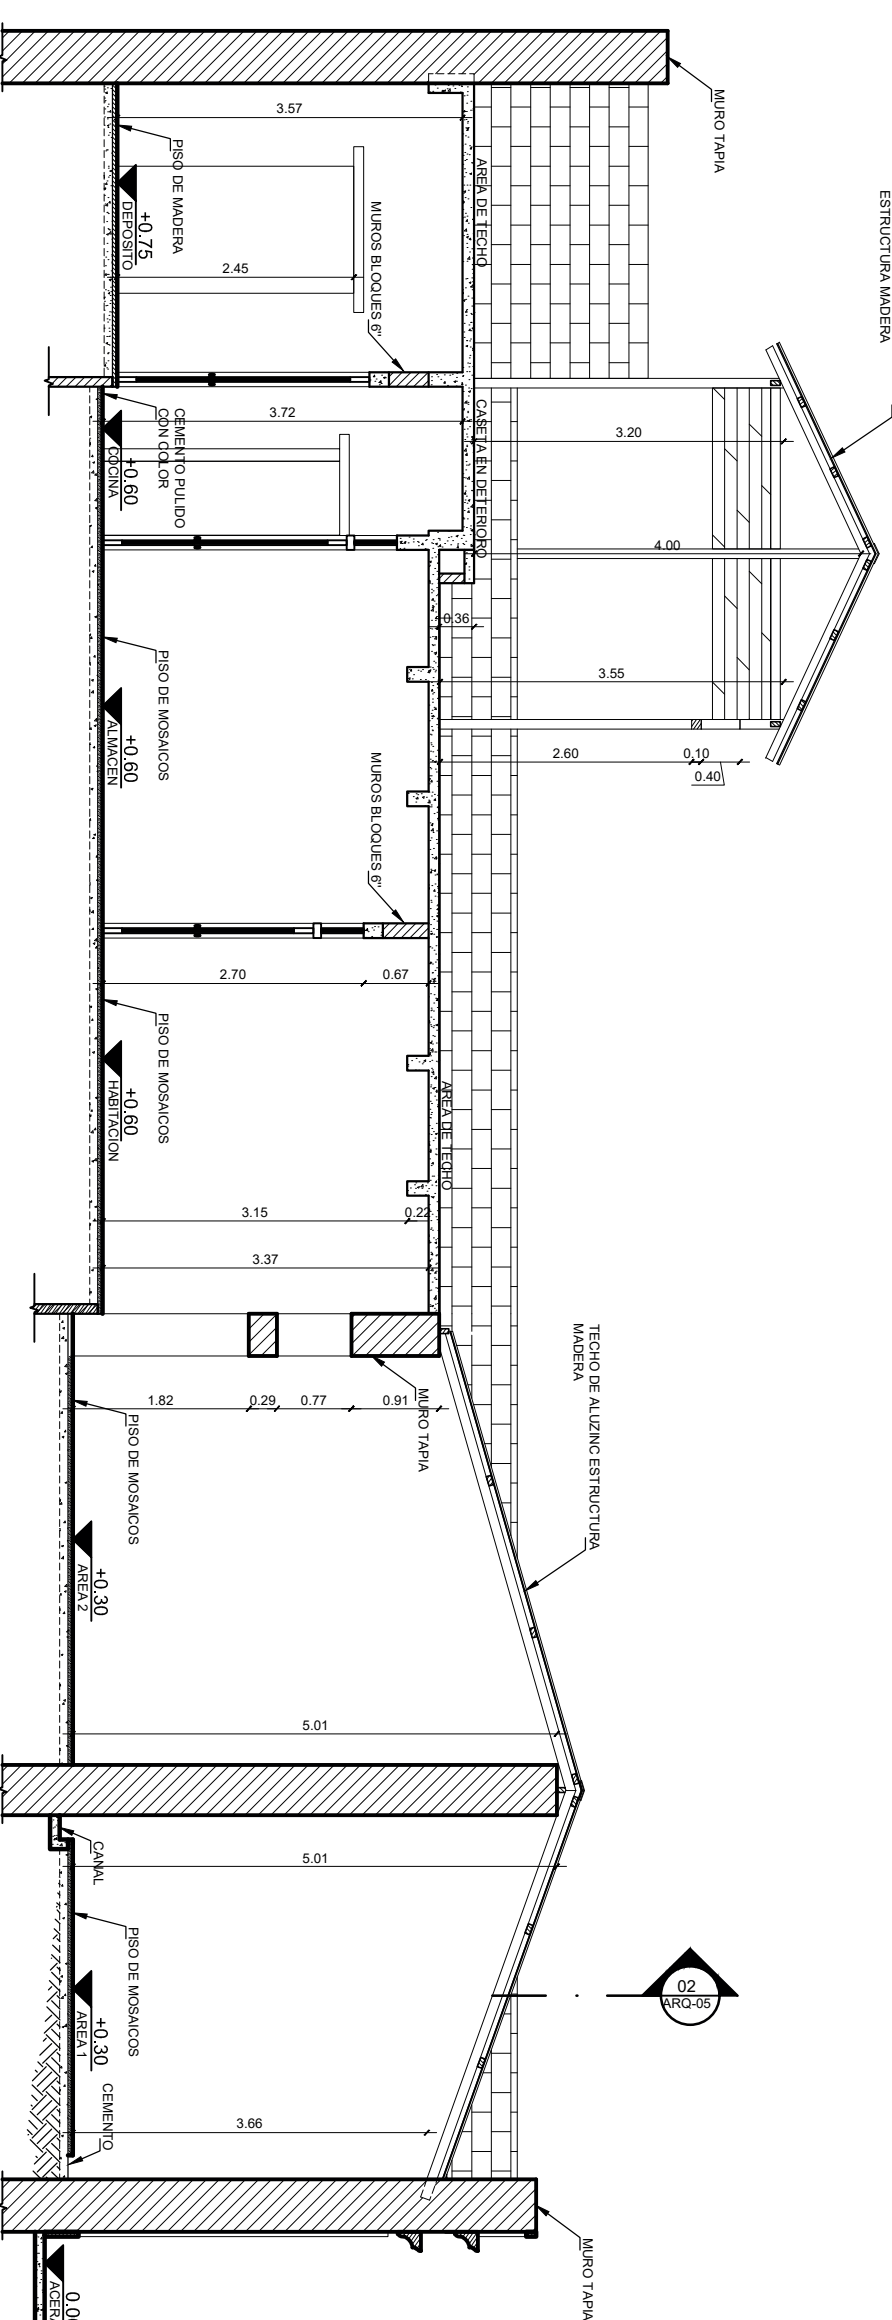 MURO TAPIA
ESTRUCTURA MADERA
3.57
AREA DE TECHO
PISO DE MADERA
+0.75
DEPOSITO
2.45
MUROS BLOQUES 6"
3.72
CASETA EN DETERIORO
3.20
CEMENTO PULIDO
CON COLOR
+0.60
COCINA
4.00
0.36
3.55
PISO DE MOSAICOS
+0.60
ALMACEN
2.60
0.10
0.40
MUROS BLOQUES 6"
2.70
0.67
PISO DE MOSAICOS
+0.60
HABITACION
AREA DE TECHO
3.15
0.22
3.37
TECHO DE ALUZINC ESTRUCTURA
MADERA
1.82
0.29
0.77
0.91
MURO TAPIA
PISO DE MOSAICOS
+0.30
AREA 2
5.01
5.01
CANAL
PISO DE MOSAICOS
+0.30
AREA 1
02
ARQ-05
CEMENTO
3.66
MURO TAPIA
ACERA